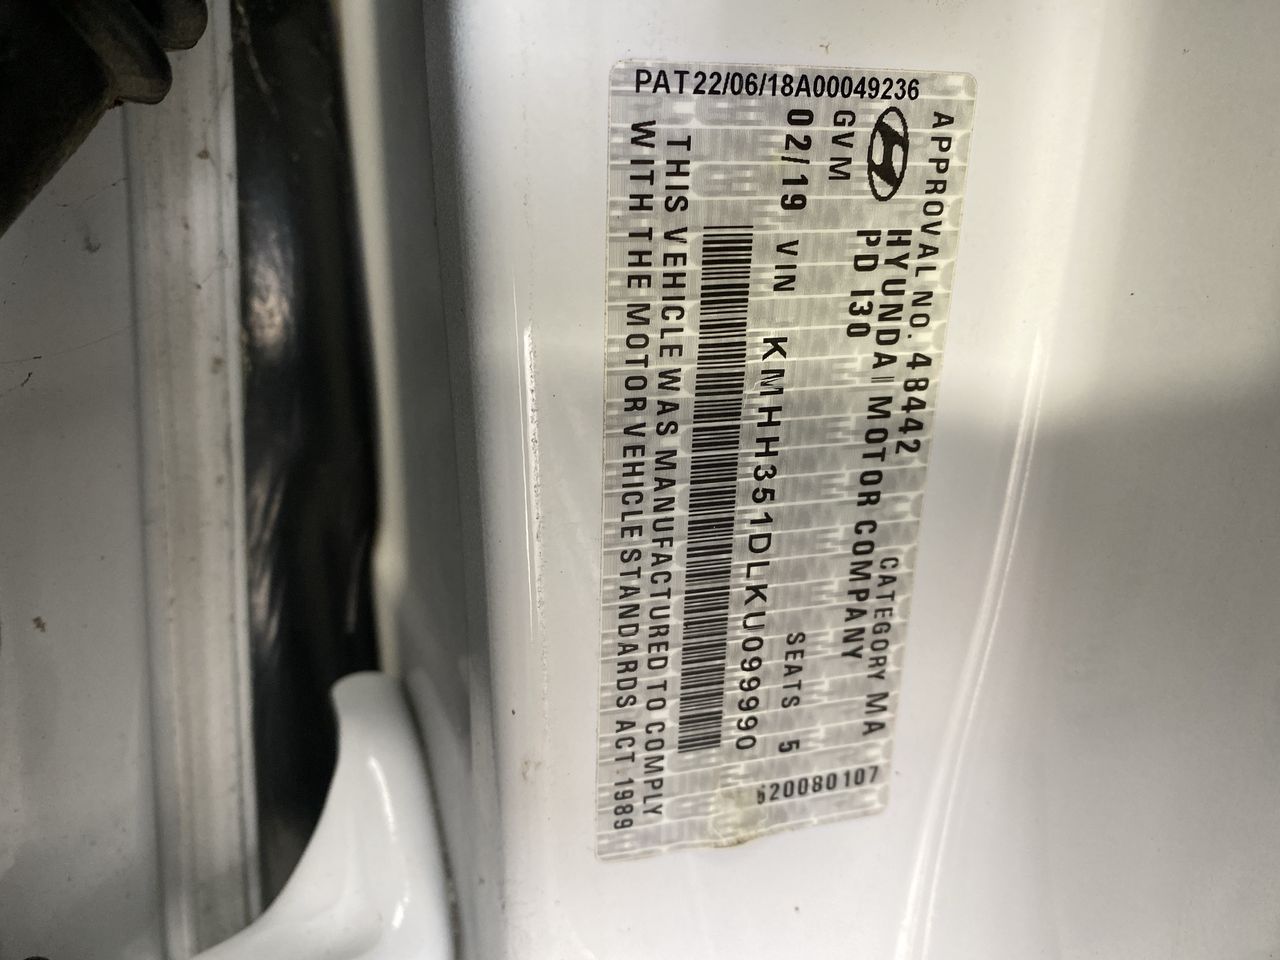 APPROVAL NO. 48442 CATEGORY MA
HYUNDAI MOTOR COMPANY
PD I30
GVM
02/19 VIN KMHH351DLKU099990
SEATS 5
THIS VEHICLE WAS MANUFACTURED TO COMPLY
WITH THE MOTOR VEHICLE STANDARDS ACT 1989
PAT22/06/18A00049236
620080107